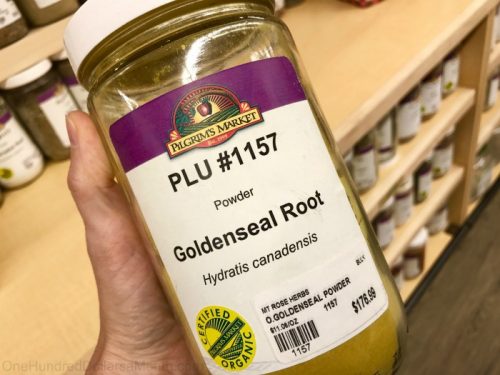 PILGRIM'S MARKET
PLU #1157
Powder
Goldenseal Root
Hydratis canadensis
CERTIFIED
ORGANIC
MT ROSE HERBS
O.GOLDENSEAL POWDER
$11.06/OZ
1157
BULK
$176.99
1157